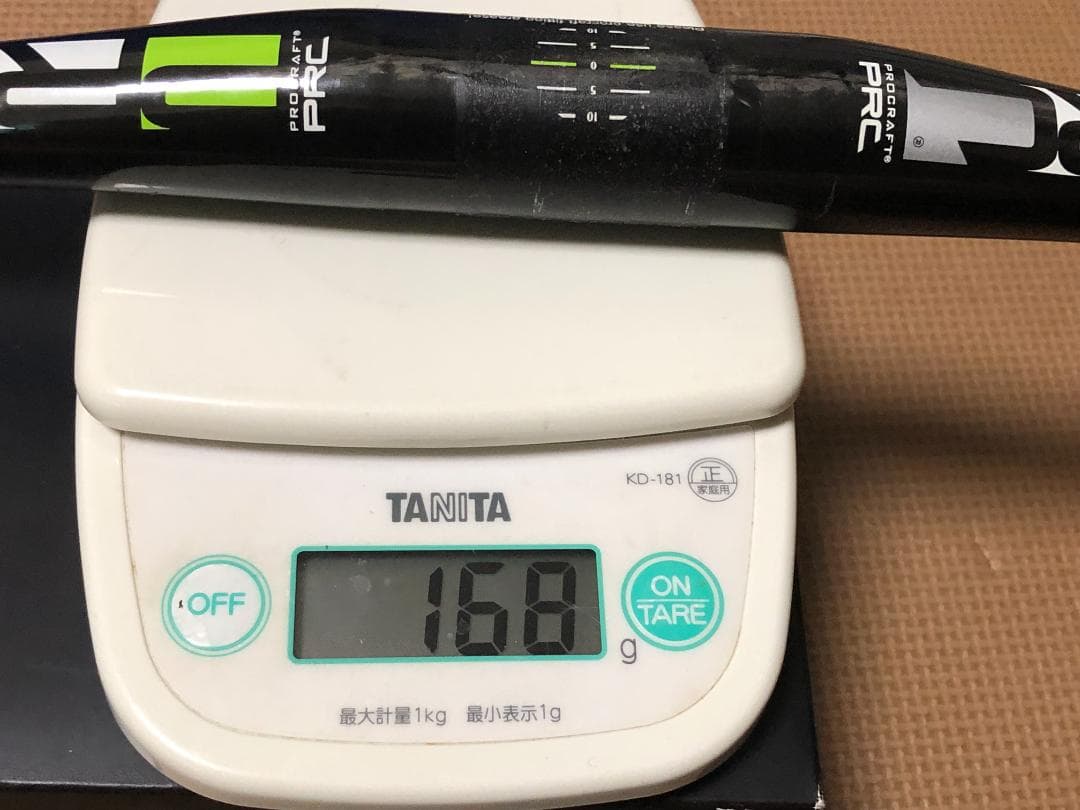 PROCRAFT®
PRC
10
5
0
5
10
PROCRAFT®
PRC
®
KD-181
正
家庭用
TANITA
OFF
168
g
ON
TARE
最大計量1kg 最小表示1g